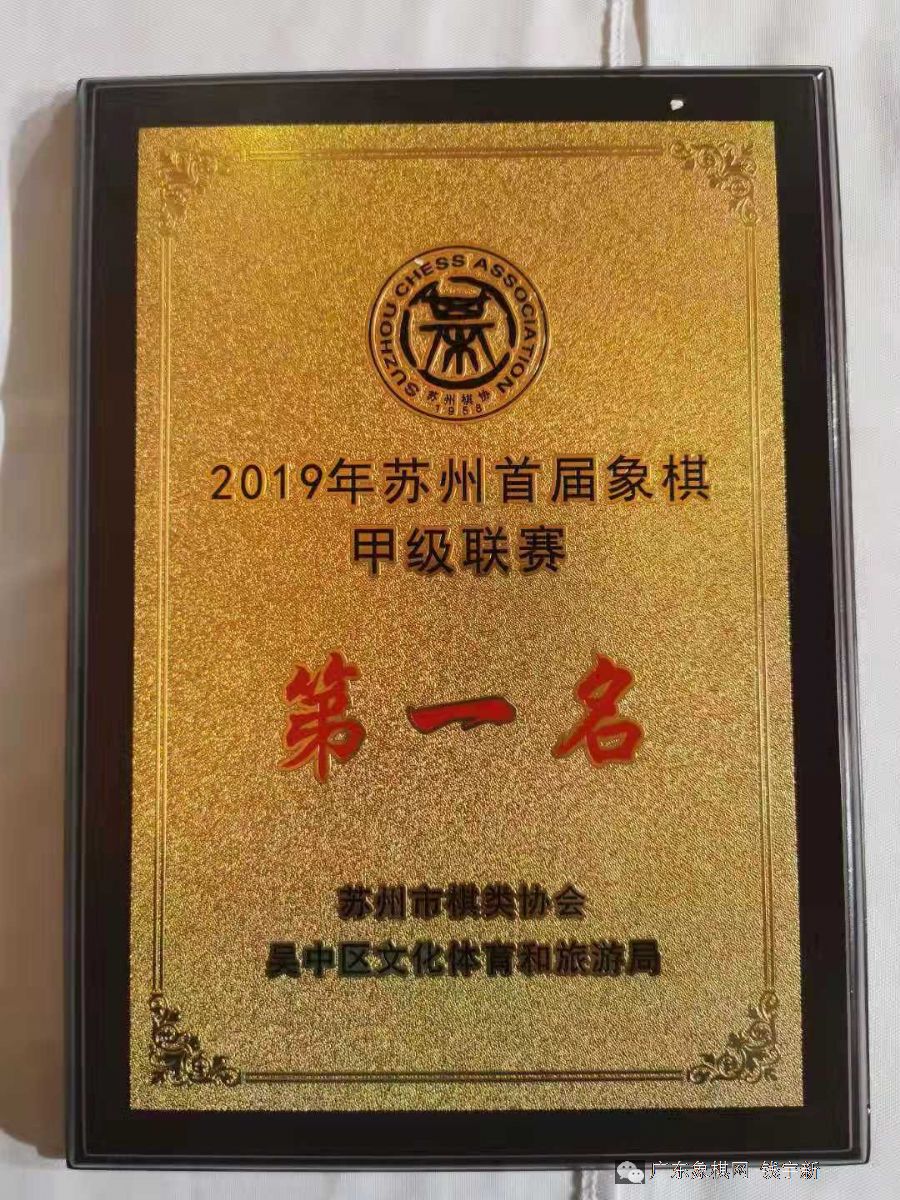 SUZHOU CHESS ASSOCIATION
苏州棋协
1958
2019年苏州首届象棋
甲级联赛
第一名
苏州市棋类协会
吴中区文化体育和旅游局
广东象棋网 钱宇新